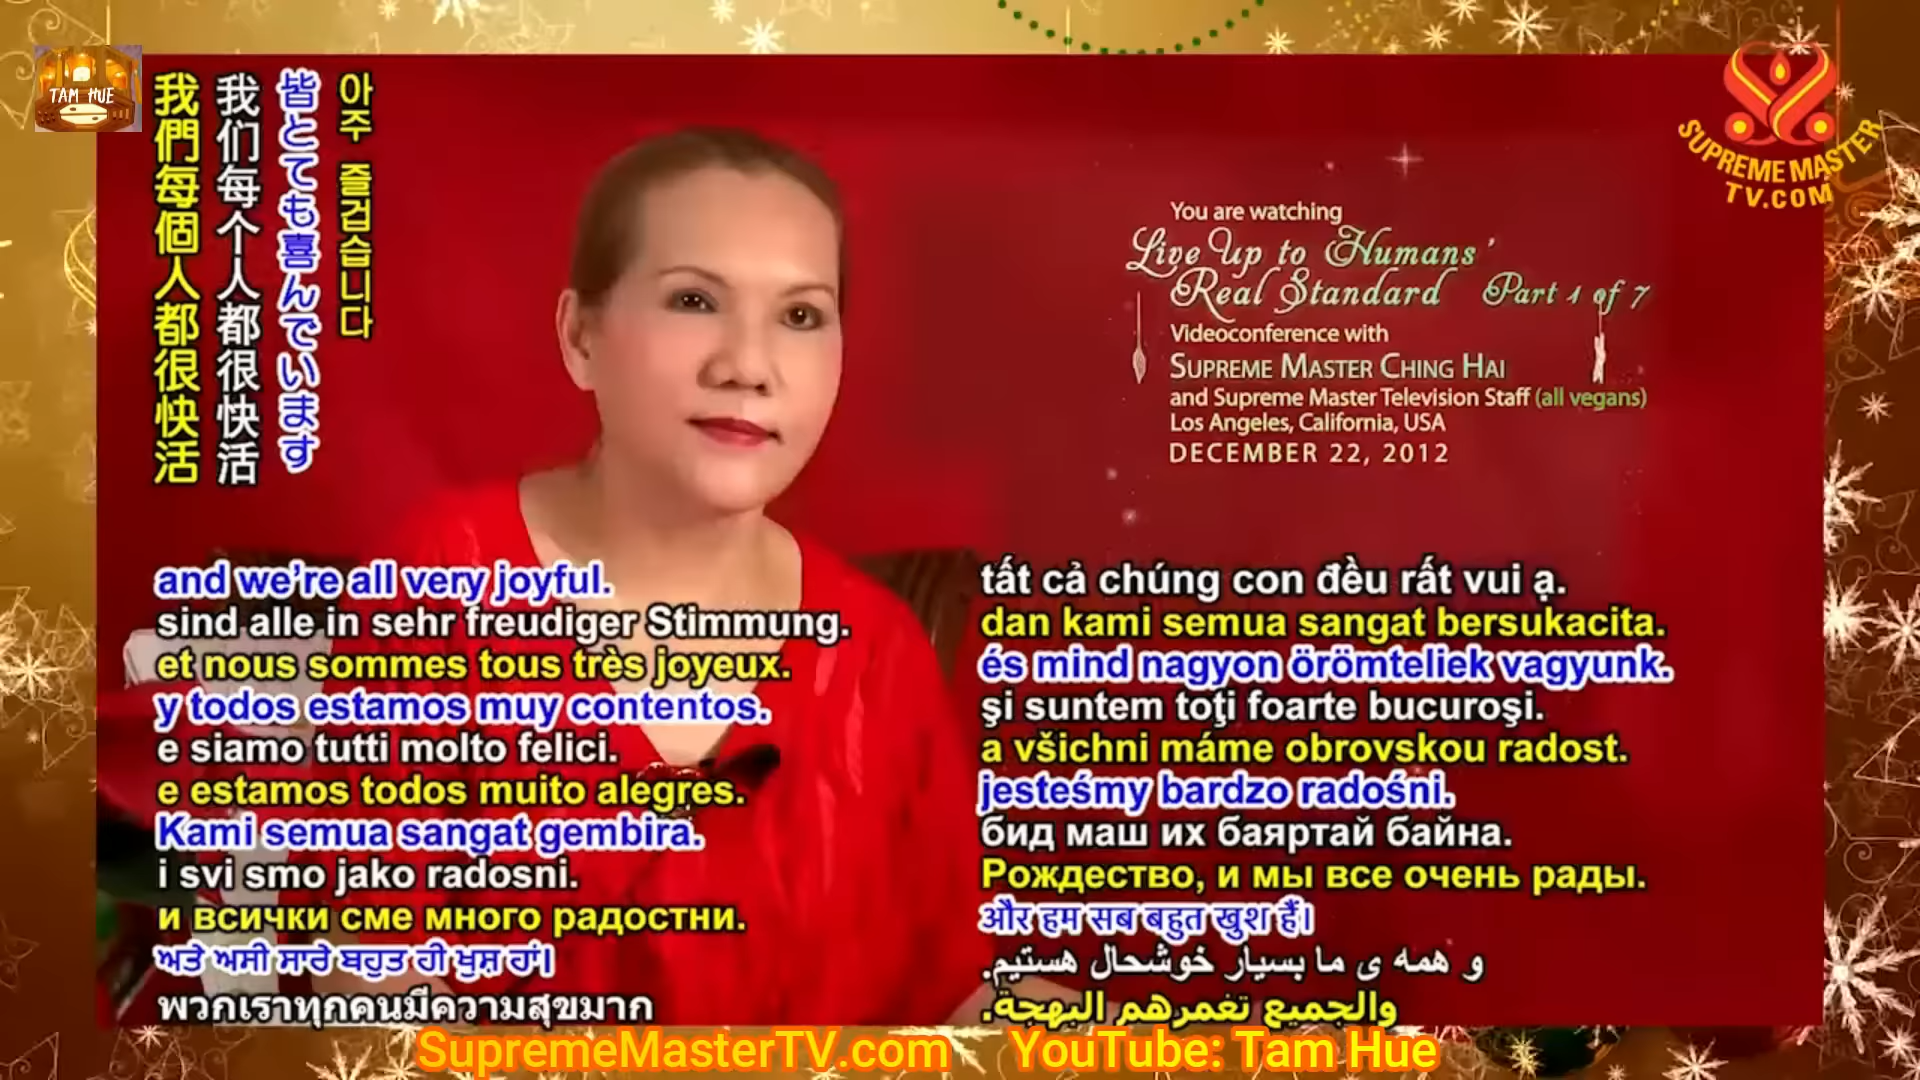 TAM HUE
我們每個人都很快活
我们每个人都很快活
皆とても喜んでいます
아주 즐겁습니다
SUPREME MASTER
TV.COM
You are watching
Live Up to Humans'
Real Standard Part 1 of 7
Videoconference with
SUPREME MASTER CHING HAI
and Supreme Master Television Staff (all vegans)
Los Angeles, California, USA
DECEMBER 22, 2012
and we're all very joyful.
sind alle in sehr freudiger Stimmung.
et nous sommes tous très joyeux.
y todos estamos muy contentos.
e siamo tutti molto felici.
e estamos todos muito alegres.
Kami semua sangat gembira.
i svi smo jako radosni.
и всички сме много радостни.
ਅਤੇ ਅਸੀ ਸਾਰੇ ਬਹੁਤ ਹੀ ਖੁਸ਼ ਹਾਂ।
พวกเราทุกคนมีความสุขมาก
tất cả chúng con đều rất vui ạ.
dan kami semua sangat bersukacita.
és mind nagyon örömteliek vagyunk.
şi suntem toţi foarte bucuroşi.
a všichni máme obrovskou radost.
jesteśmy bardzo radośni.
бид маш их баяртай байна.
Рождество, и мы все очень рады.
और हम सब बहुत खुश हैं।
و همه ی ما بسیار خوشحال هستیم.
والجميع تغمرهم البهجة.
SupremeMasterTV.com YouTube: Tam Hue